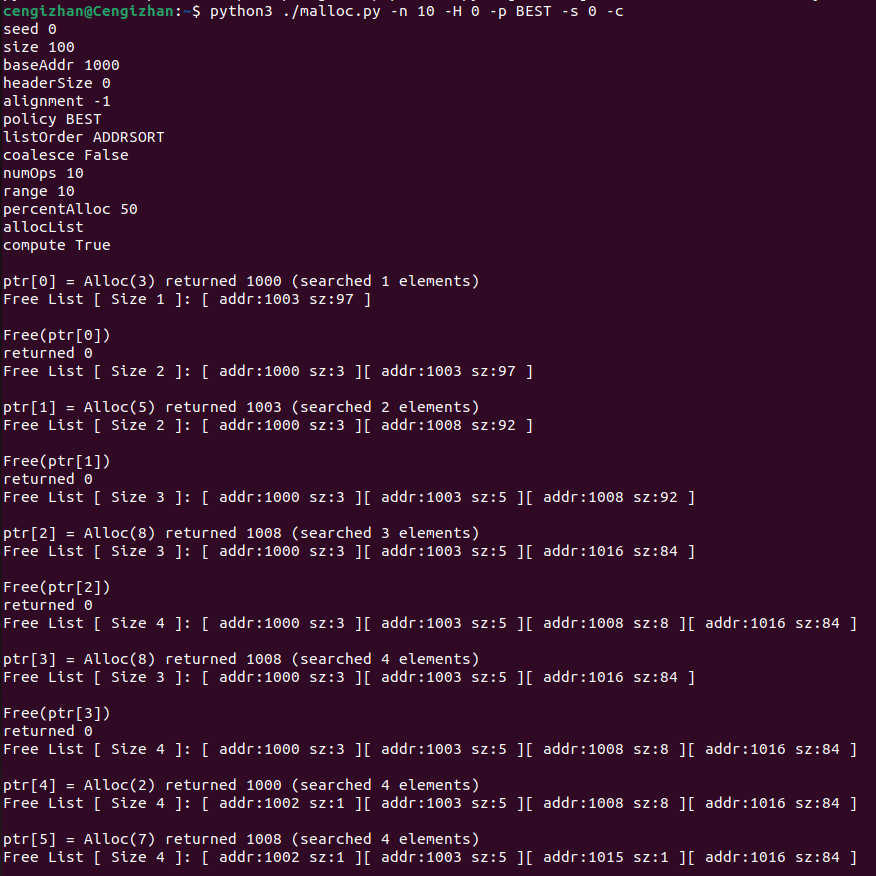 cengizhan@Cengizhan:~$ python3 ./malloc.py -n 10 -H 0 -p BEST -s 0 -c
seed 0
size 100
baseAddr 1000
headerSize 0
alignment -1
policy BEST
listOrder ADDRSORT
coalesce False
numOps 10
range 10
percentAlloc 50
allocList
compute True

ptr[0] = Alloc(3) returned 1000 (searched 1 elements)
Free List [ Size 1 ]: [ addr:1003 sz:97 ]

Free(ptr[0])
returned 0
Free List [ Size 2 ]: [ addr:1000 sz:3 ][ addr:1003 sz:97 ]

ptr[1] = Alloc(5) returned 1003 (searched 2 elements)
Free List [ Size 2 ]: [ addr:1000 sz:3 ][ addr:1008 sz:92 ]

Free(ptr[1])
returned 0
Free List [ Size 3 ]: [ addr:1000 sz:3 ][ addr:1003 sz:5 ][ addr:1008 sz:92 ]

ptr[2] = Alloc(8) returned 1008 (searched 3 elements)
Free List [ Size 3 ]: [ addr:1000 sz:3 ][ addr:1003 sz:5 ][ addr:1016 sz:84 ]

Free(ptr[2])
returned 0
Free List [ Size 4 ]: [ addr:1000 sz:3 ][ addr:1003 sz:5 ][ addr:1008 sz:8 ][ addr:1016 sz:84 ]

ptr[3] = Alloc(8) returned 1008 (searched 4 elements)
Free List [ Size 3 ]: [ addr:1000 sz:3 ][ addr:1003 sz:5 ][ addr:1016 sz:84 ]

Free(ptr[3])
returned 0
Free List [ Size 4 ]: [ addr:1000 sz:3 ][ addr:1003 sz:5 ][ addr:1008 sz:8 ][ addr:1016 sz:84 ]

ptr[4] = Alloc(2) returned 1000 (searched 4 elements)
Free List [ Size 4 ]: [ addr:1002 sz:1 ][ addr:1003 sz:5 ][ addr:1008 sz:8 ][ addr:1016 sz:84 ]

ptr[5] = Alloc(7) returned 1008 (searched 4 elements)
Free List [ Size 4 ]: [ addr:1002 sz:1 ][ addr:1003 sz:5 ][ addr:1015 sz:1 ][ addr:1016 sz:84 ]